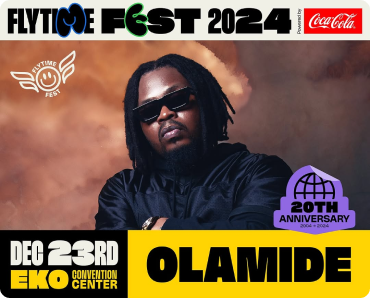 FLYTIME FEST 2024
Powered by
Coca-Cola
FLYTIME
FEST
20TH
ANNIVERSARY
2004 - 2024
DEC 23RD
EKO CONVENTION CENTER
OLAMIDE